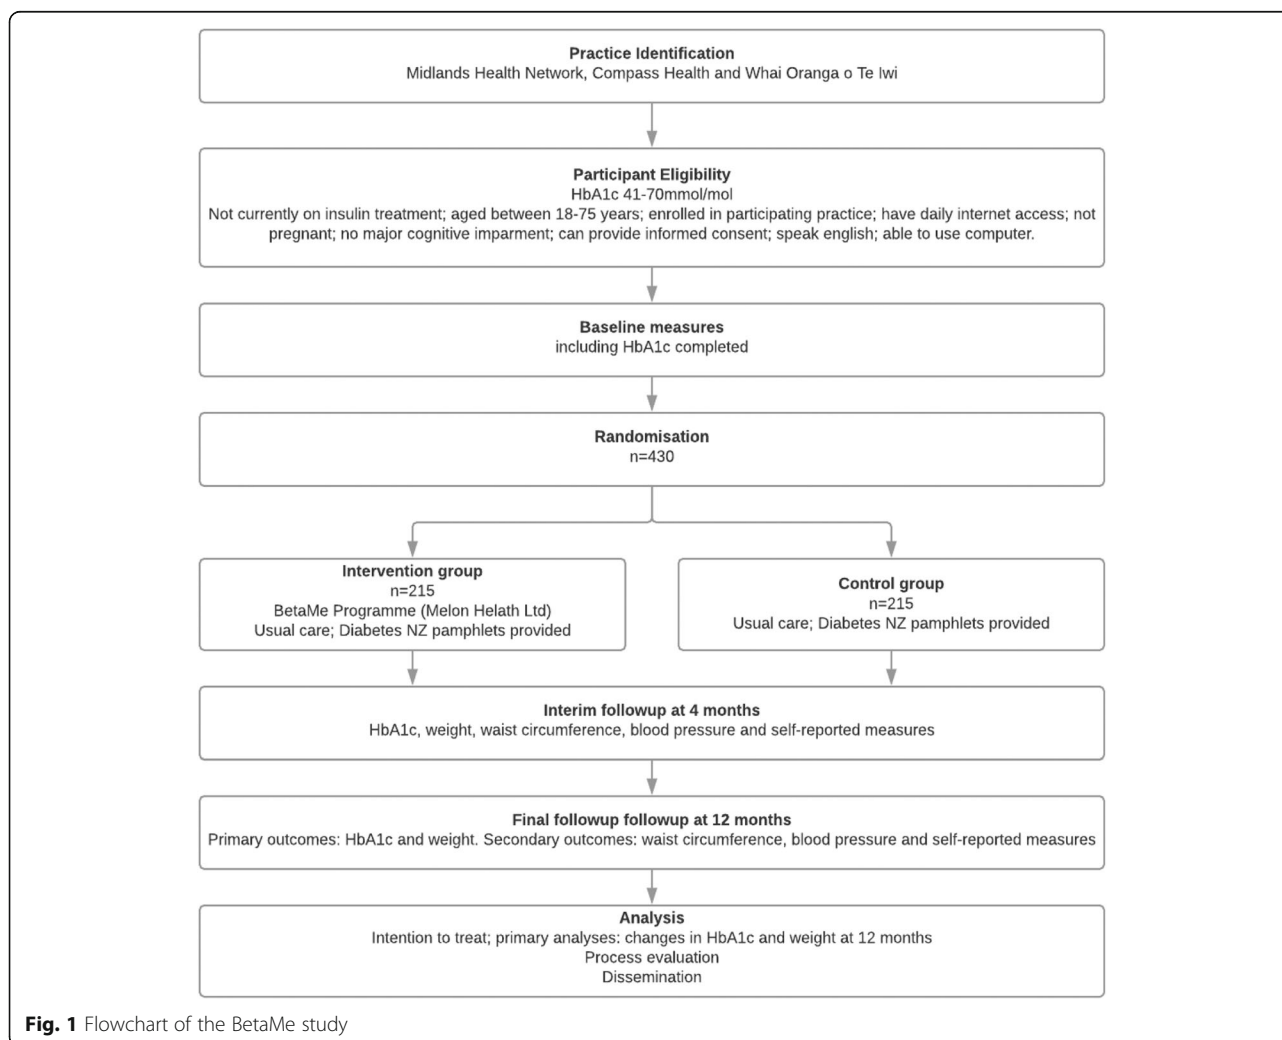 Practice Identification
Midlands Health Network, Compass Health and Whai Oranga o Te Iwi
Participant Eligibility
HbA1c 41-70mmol/mol
Not currently on insulin treatment; aged between 18-75 years; enrolled in participating practice; have daily internet access; not
pregnant; no major cognitive imparment; can provide informed consent; speak english; able to use computer.
Baseline measures
including HbA1c completed
Randomisation
n=430
Intervention group
n=215
BetaMe Programme (Melon Helath Ltd)
Usual care; Diabetes NZ pamphlets provided
Control group
n=215
Usual care; Diabetes NZ pamphlets provided
Interim followup at 4 months
HbA1c, weight, waist circumference, blood pressure and self-reported measures
Final followup followup at 12 months
Primary outcomes: HbA1c and weight. Secondary outcomes: waist circumference, blood pressure and self-reported measures
Analysis
Intention to treat; primary analyses: changes in HbA1c and weight at 12 months
Process evaluation
Dissemination
Fig. 1 Flowchart of the BetaMe study